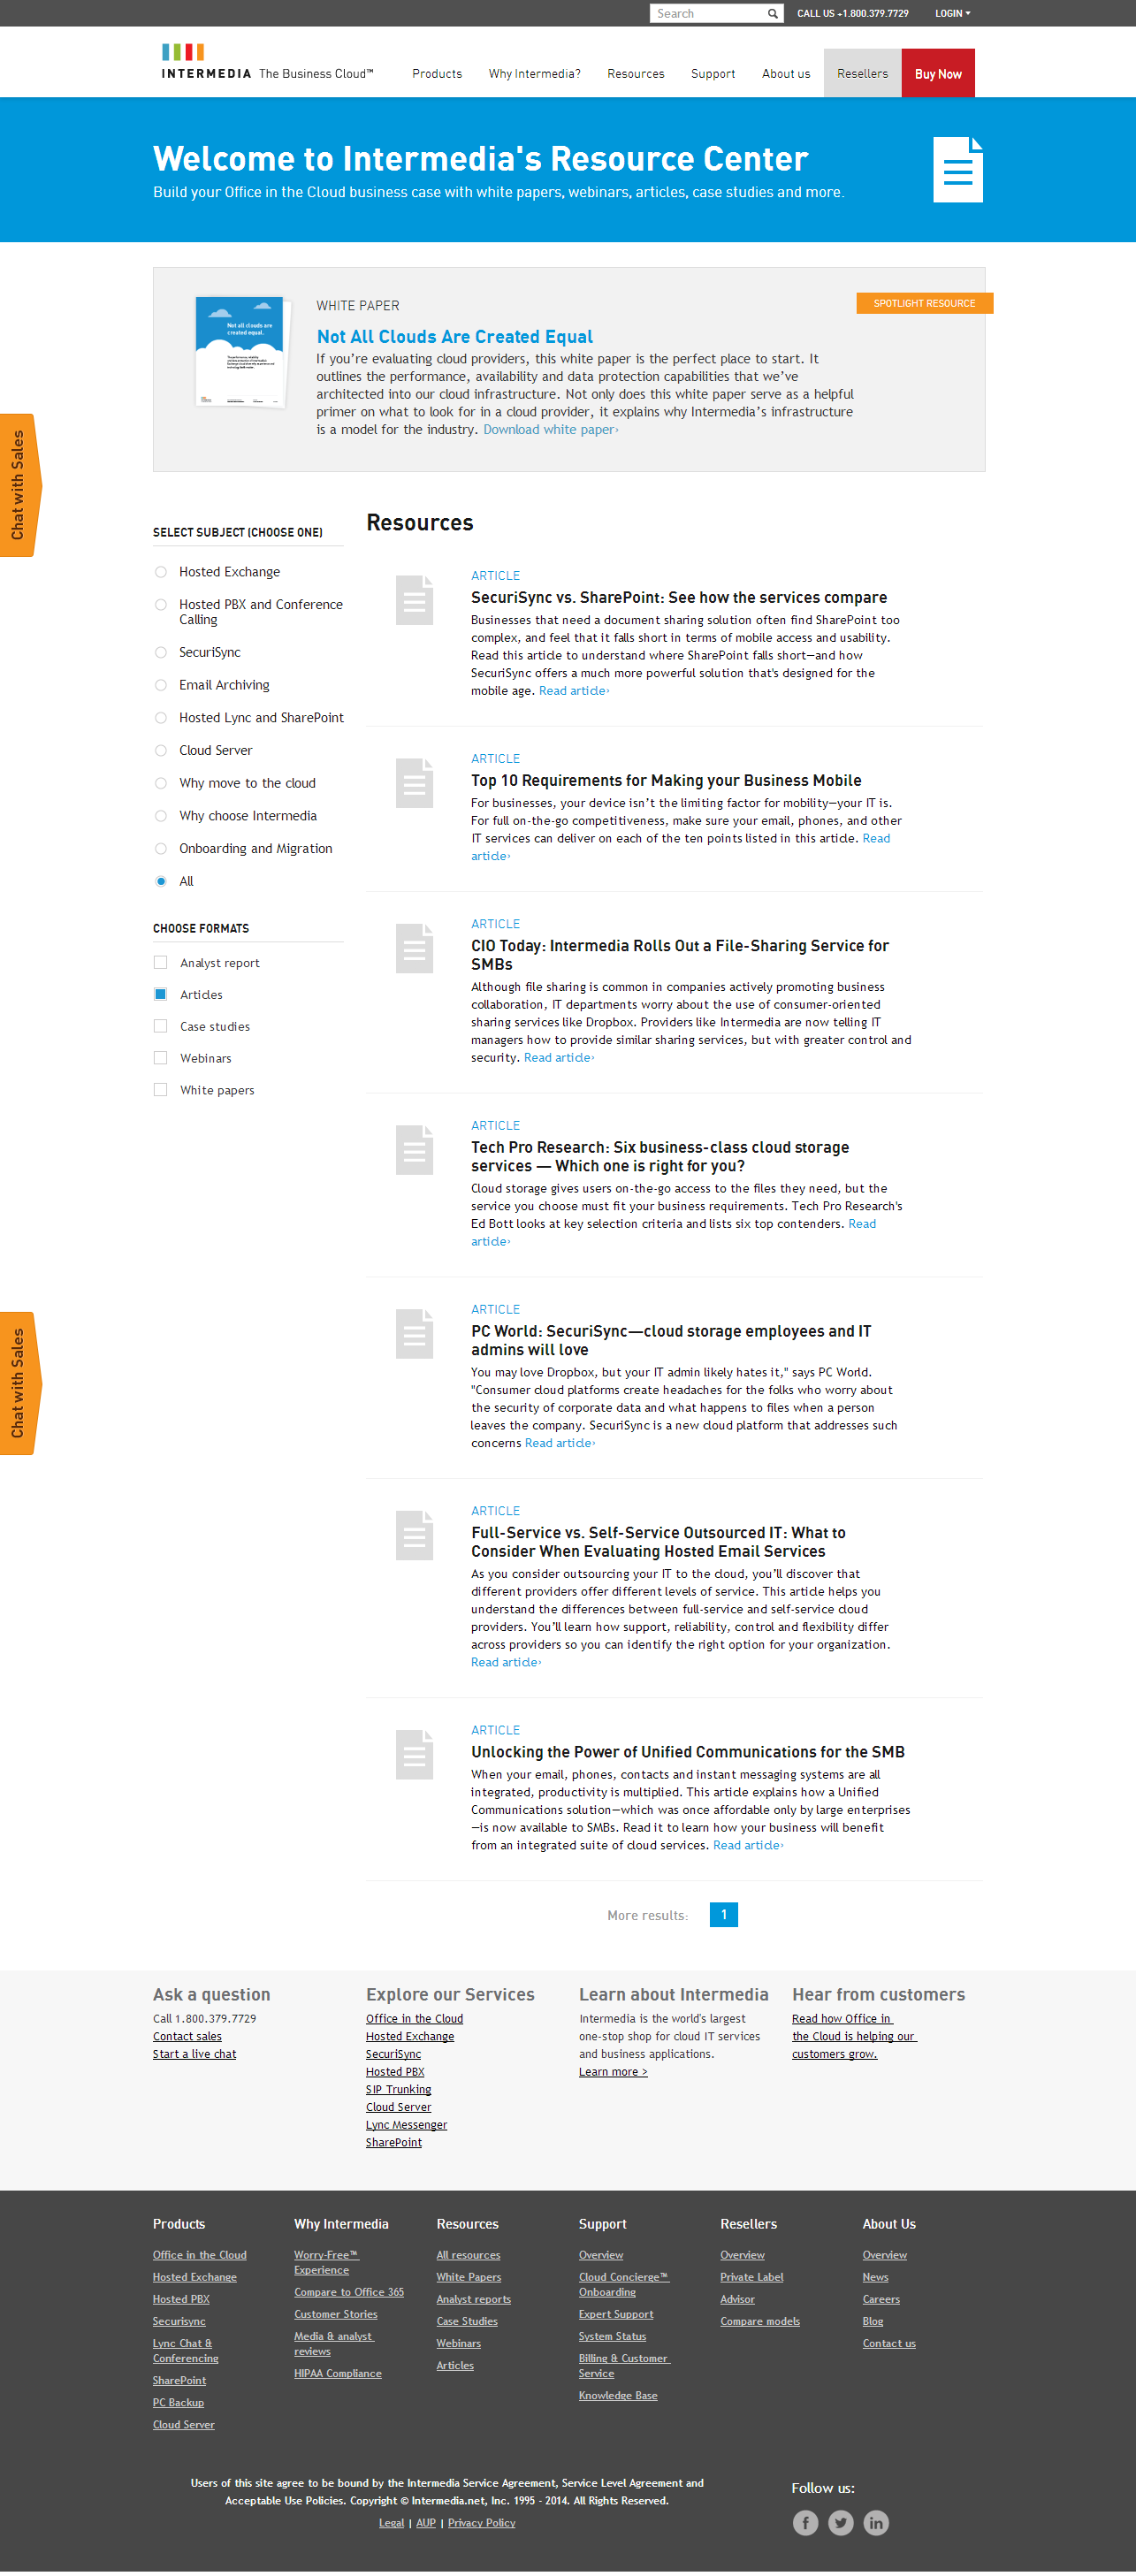 Search
CALL US +1.800.379.7729
LOGIN
INTERMEDIA The Business Cloud™
Products
Why Intermedia?
Resources
Support
About us
Resellers
Buy Now
Welcome to Intermedia's Resource Center
Build your Office in the Cloud business case with white papers, webinars, articles, case studies and more.
Not all clouds are
created equal.
WHITE PAPER
SPOTLIGHT RESOURCE
Not All Clouds Are Created Equal
If you’re evaluating cloud providers, this white paper is the perfect place to start. It
outlines the performance, availability and data protection capabilities that we’ve
architected into our cloud infrastructure. Not only does this white paper serve as a helpful
primer on what to look for in a cloud provider, it explains why Intermedia’s infrastructure
is a model for the industry. Download white paper›
Chat with Sales
SELECT SUBJECT (CHOOSE ONE)
Hosted Exchange
Hosted PBX and Conference
Calling
SecuriSync
Email Archiving
Hosted Lync and SharePoint
Cloud Server
Why move to the cloud
Why choose Intermedia
Onboarding and Migration
All
CHOOSE FORMATS
Analyst report
Articles
Case studies
Webinars
White papers
Chat with Sales
Resources
ARTICLE
SecuriSync vs. SharePoint: See how the services compare
Businesses that need a document sharing solution often find SharePoint too
complex, and feel that it falls short in terms of mobile access and usability.
Read this article to understand where SharePoint falls short—and how
SecuriSync offers a much more powerful solution that's designed for the
mobile age. Read article›
ARTICLE
Top 10 Requirements for Making your Business Mobile
For businesses, your device isn’t the limiting factor for mobility—your IT is.
For full on-the-go competitiveness, make sure your email, phones, and other
IT services can deliver on each of the ten points listed in this article. Read
article›
ARTICLE
CIO Today: Intermedia Rolls Out a File-Sharing Service for
SMBs
Although file sharing is common in companies actively promoting business
collaboration, IT departments worry about the use of consumer-oriented
sharing services like Dropbox. Providers like Intermedia are now telling IT
managers how to provide similar sharing services, but with greater control and
security. Read article›
ARTICLE
Tech Pro Research: Six business-class cloud storage
services — Which one is right for you?
Cloud storage gives users on-the-go access to the files they need, but the
service you choose must fit your business requirements. Tech Pro Research's
Ed Bott looks at key selection criteria and lists six top contenders. Read
article›
ARTICLE
PC World: SecuriSync—cloud storage employees and IT
admins will love
You may love Dropbox, but your IT admin likely hates it," says PC World.
"Consumer cloud platforms create headaches for the folks who worry about
the security of corporate data and what happens to files when a person
leaves the company. SecuriSync is a new cloud platform that addresses such
concerns Read article›
ARTICLE
Full-Service vs. Self-Service Outsourced IT: What to
Consider When Evaluating Hosted Email Services
As you consider outsourcing your IT to the cloud, you’ll discover that
different providers offer different levels of service. This article helps you
understand the differences between full-service and self-service cloud
providers. You’ll learn how support, reliability, control and flexibility differ
across providers so you can identify the right option for your organization.
Read article›
ARTICLE
Unlocking the Power of Unified Communications for the SMB
When your email, phones, contacts and instant messaging systems are all
integrated, productivity is multiplied. This article explains how a Unified
Communications solution—which was once affordable only by large enterprises
—is now available to SMBs. Read it to learn how your business will benefit
from an integrated suite of cloud services. Read article›
More results: 1
Ask a question
Call 1.800.379.7729
Contact sales
Start a live chat
Explore our Services
Office in the Cloud
Hosted Exchange
SecuriSync
Hosted PBX
SIP Trunking
Cloud Server
Lync Messenger
SharePoint
Learn about Intermedia
Intermedia is the world's largest
one-stop shop for cloud IT services
and business applications.
Learn more >
Hear from customers
Read how Office in
the Cloud is helping our
customers grow.
Products
Office in the Cloud
Hosted Exchange
Hosted PBX
Securisync
Lync Chat &
Conferencing
SharePoint
PC Backup
Cloud Server
Why Intermedia
Worry-Free™
Experience
Compare to Office 365
Customer Stories
Media & analyst
reviews
HIPAA Compliance
Resources
All resources
White Papers
Analyst reports
Case Studies
Webinars
Articles
Support
Overview
Cloud Concierge™
Onboarding
Expert Support
System Status
Billing & Customer
Service
Knowledge Base
Resellers
Overview
Private Label
Advisor
Compare models
About Us
Overview
News
Careers
Blog
Contact us
Users of this site agree to be bound by the Intermedia Service Agreement, Service Level Agreement and
Acceptable Use Policies. Copyright © Intermedia.net, Inc. 1995 - 2014. All Rights Reserved.
Legal | AUP | Privacy Policy
Follow us: